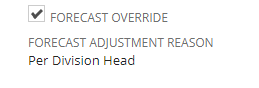 FORECAST OVERRIDE
FORECAST ADJUSTMENT REASON
Per Division Head